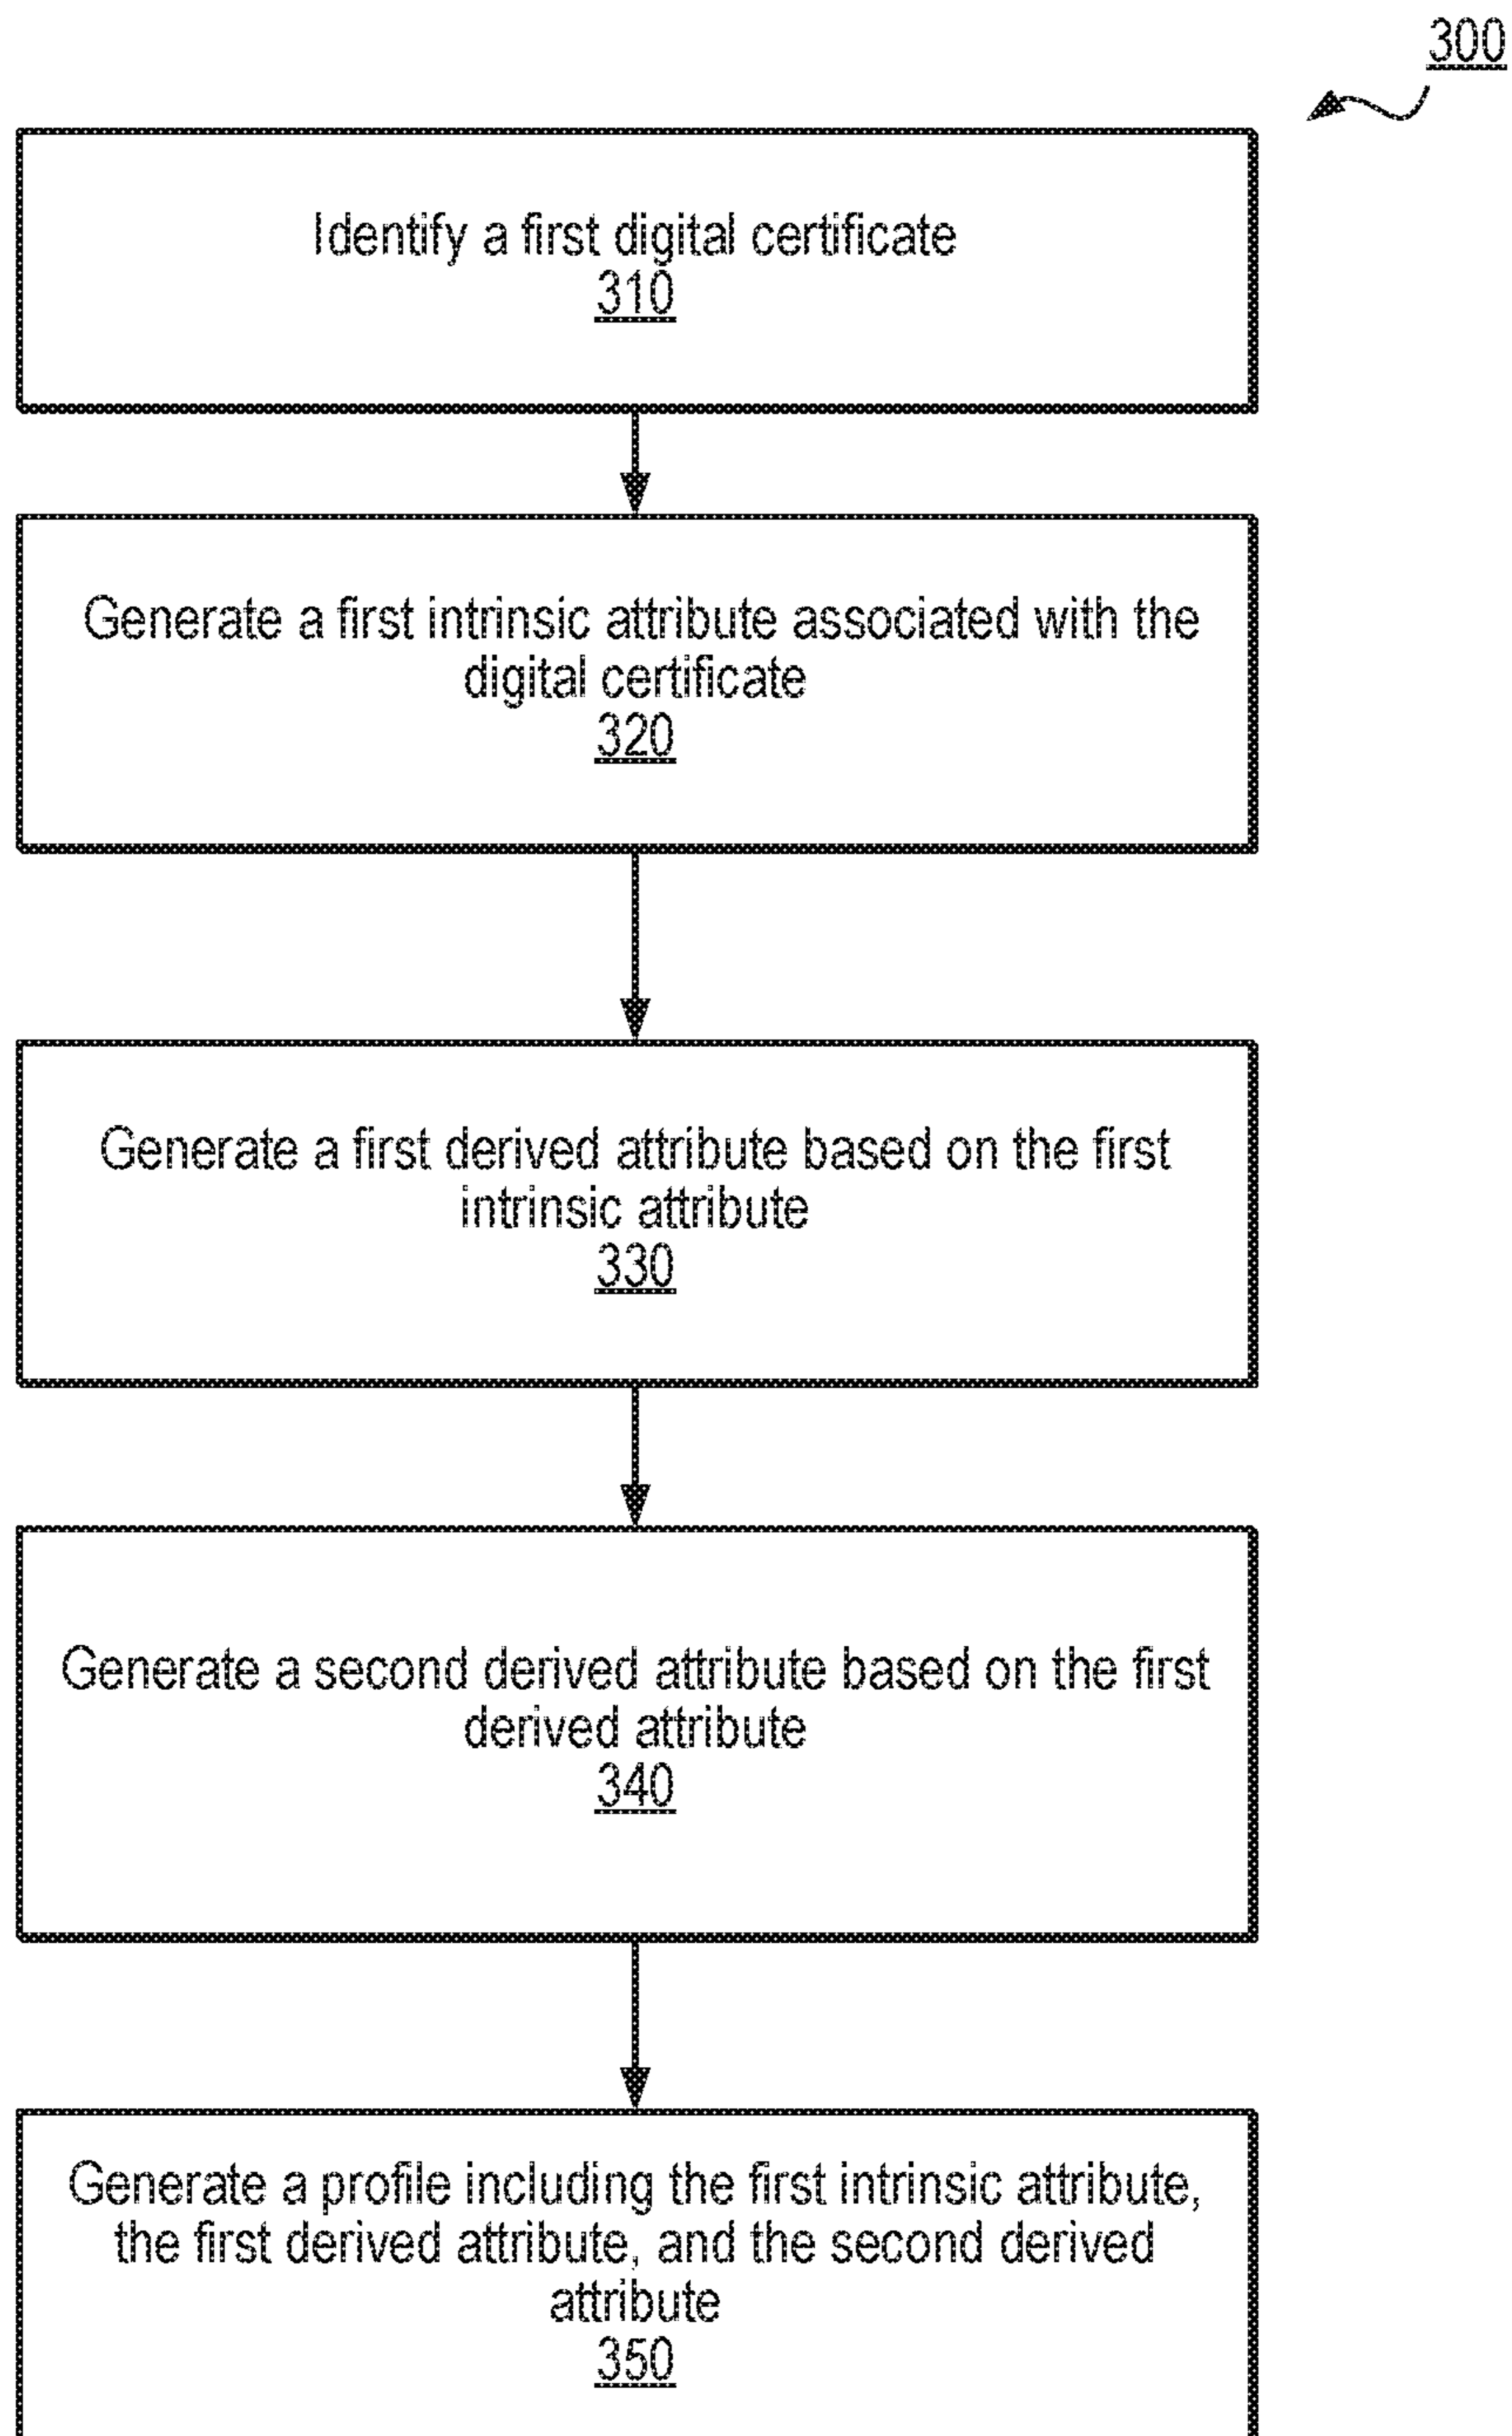 300
Identify a first digital certificate
310
Generate a first intrinsic attribute associated with the
digital certificate
320
Generate a first derived attribute based on the first
intrinsic attribute
330
Generate a second derived attribute based on the first
derived attribute
340
Generate a profile including the first intrinsic attribute,
the first derived attribute, and the second derived
attribute
350